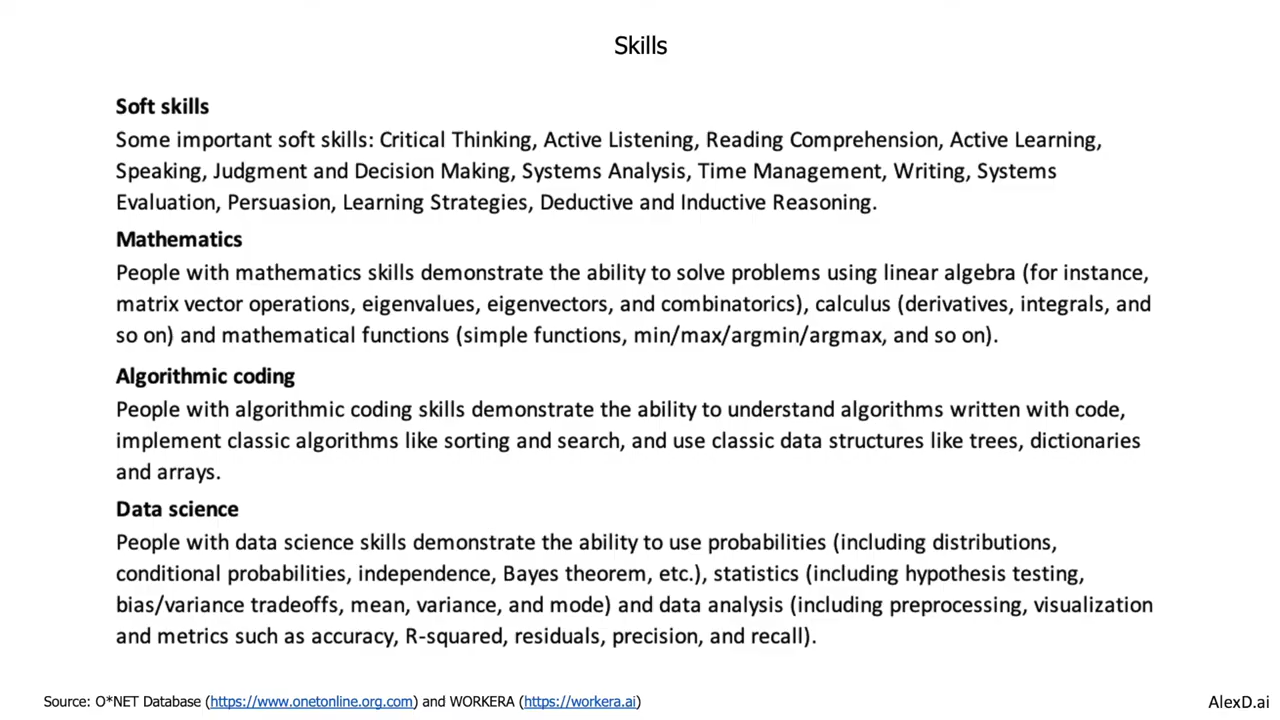 Skills
Soft skills
Some important soft skills: Critical Thinking, Active Listening, Reading Comprehension, Active Learning,
Speaking, Judgment and Decision Making, Systems Analysis, Time Management, Writing, Systems
Evaluation, Persuasion, Learning Strategies, Deductive and Inductive Reasoning.
Mathematics
People with mathematics skills demonstrate the ability to solve problems using linear algebra (for instance,
matrix vector operations, eigenvalues, eigenvectors, and combinatorics), calculus (derivatives, integrals, and
so on) and mathematical functions (simple functions, min/max/argmin/argmax, and so on).
Algorithmic coding
People with algorithmic coding skills demonstrate the ability to understand algorithms written with code,
implement classic algorithms like sorting and search, and use classic data structures like trees, dictionaries
and arrays.
Data science
People with data science skills demonstrate the ability to use probabilities (including distributions,
conditional probabilities, independence, Bayes theorem, etc.), statistics (including hypothesis testing,
bias/variance tradeoffs, mean, variance, and mode) and data analysis (including preprocessing, visualization
and metrics such as accuracy, R-squared, residuals, precision, and recall).
Source: O*NET Database (https://www.onetonline.org.com) and WORKERA (https://workera.ai)
AlexD.ai